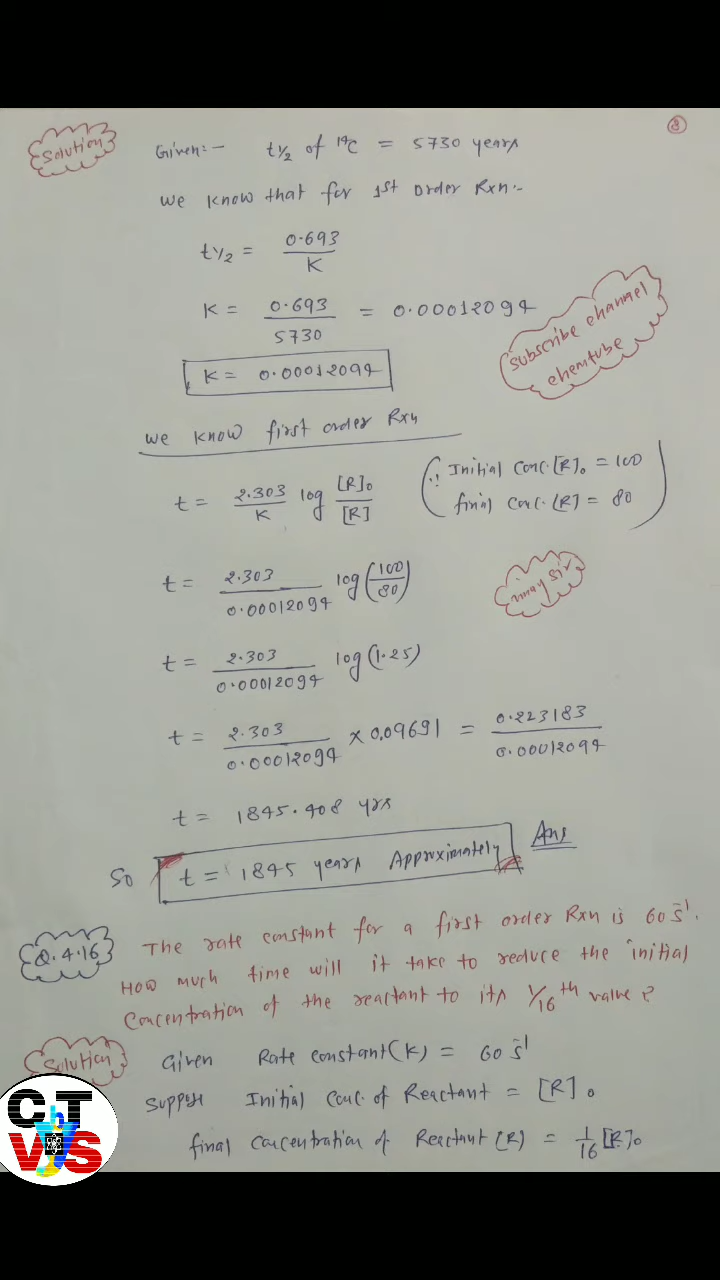 ③
Solution
Given:- t½ of ¹⁴C = 5730 years
We know that for 1st order Rxn:-
t½ = 0.693 / K
K = 0.693 / 5730 = 0.00012094
K = 0.00012094
Subscribe channel
chemtube
We know first order Rxn
t = 2.303 / K log [R]₀ / [R] (∵ Initial Conc. [R]₀ = 100
final conc. [R] = 80)
t = 2.303 / 0.00012094 log (100 / 80)
vinay sir
t = 2.303 / 0.00012094 log (1.25)
t = 2.303 / 0.00012094 × 0.09691 = 0.223183 / 0.00012094
t = 1845.408 yrs
So t = 1845 years Approximately Ans
Q.4.16 The rate constant for a first order Rxn is 60 s⁻¹.
How much time will it take to reduce the initial
Concentration of the reactant to its 1/16th value ?
Solution Given Rate constant (K) = 60 s⁻¹
Suppose Initial Conc. of Reactant = [R]₀
final concentration of Reactant [R] = 1/16 [R]₀
CT
VS